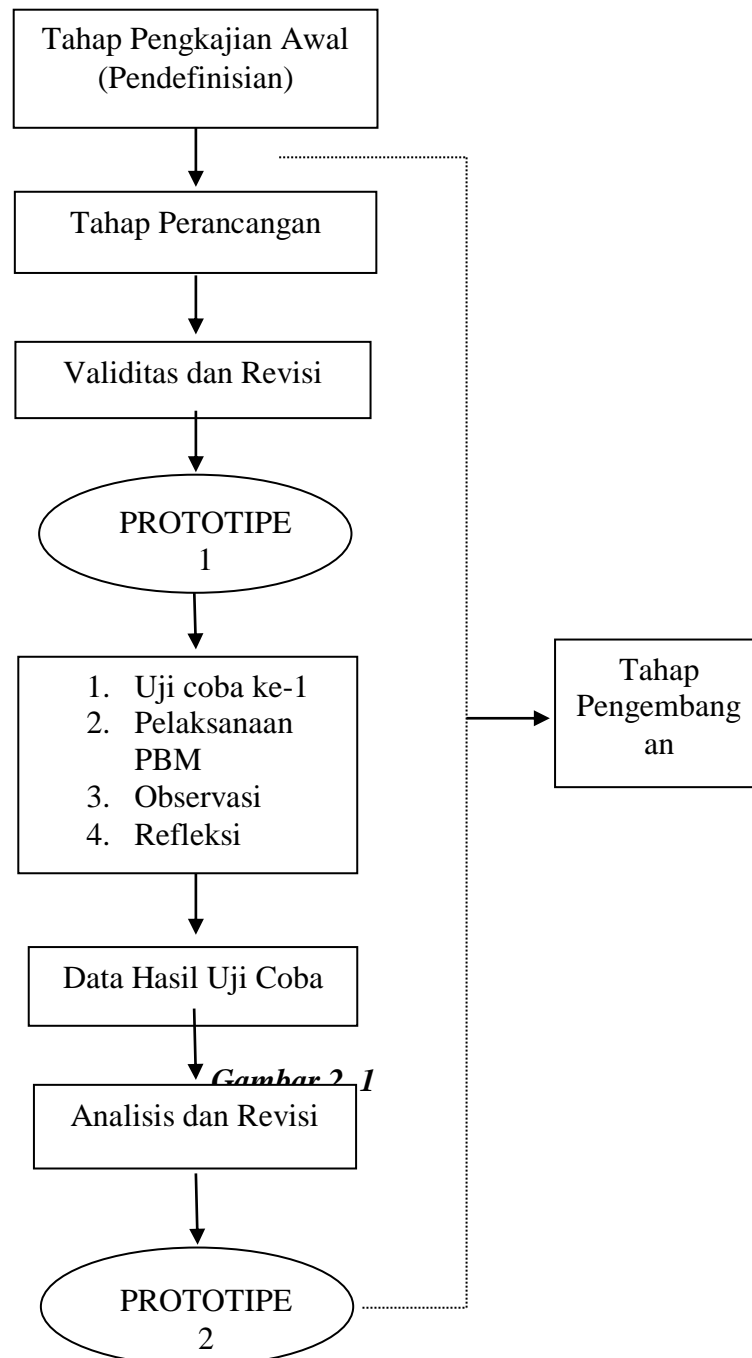 Tahap Pengkajian Awal
(Pendefinisian)
Tahap Perancangan
Validitas dan Revisi
PROTOTIPE
1
1. Uji coba ke-1
2. Pelaksanaan
PBM
3. Observasi
4. Refleksi
Tahap
Pengembang
an
Data Hasil Uji Coba
Gambar 2. 1
Analisis dan Revisi
PROTOTIPE
2